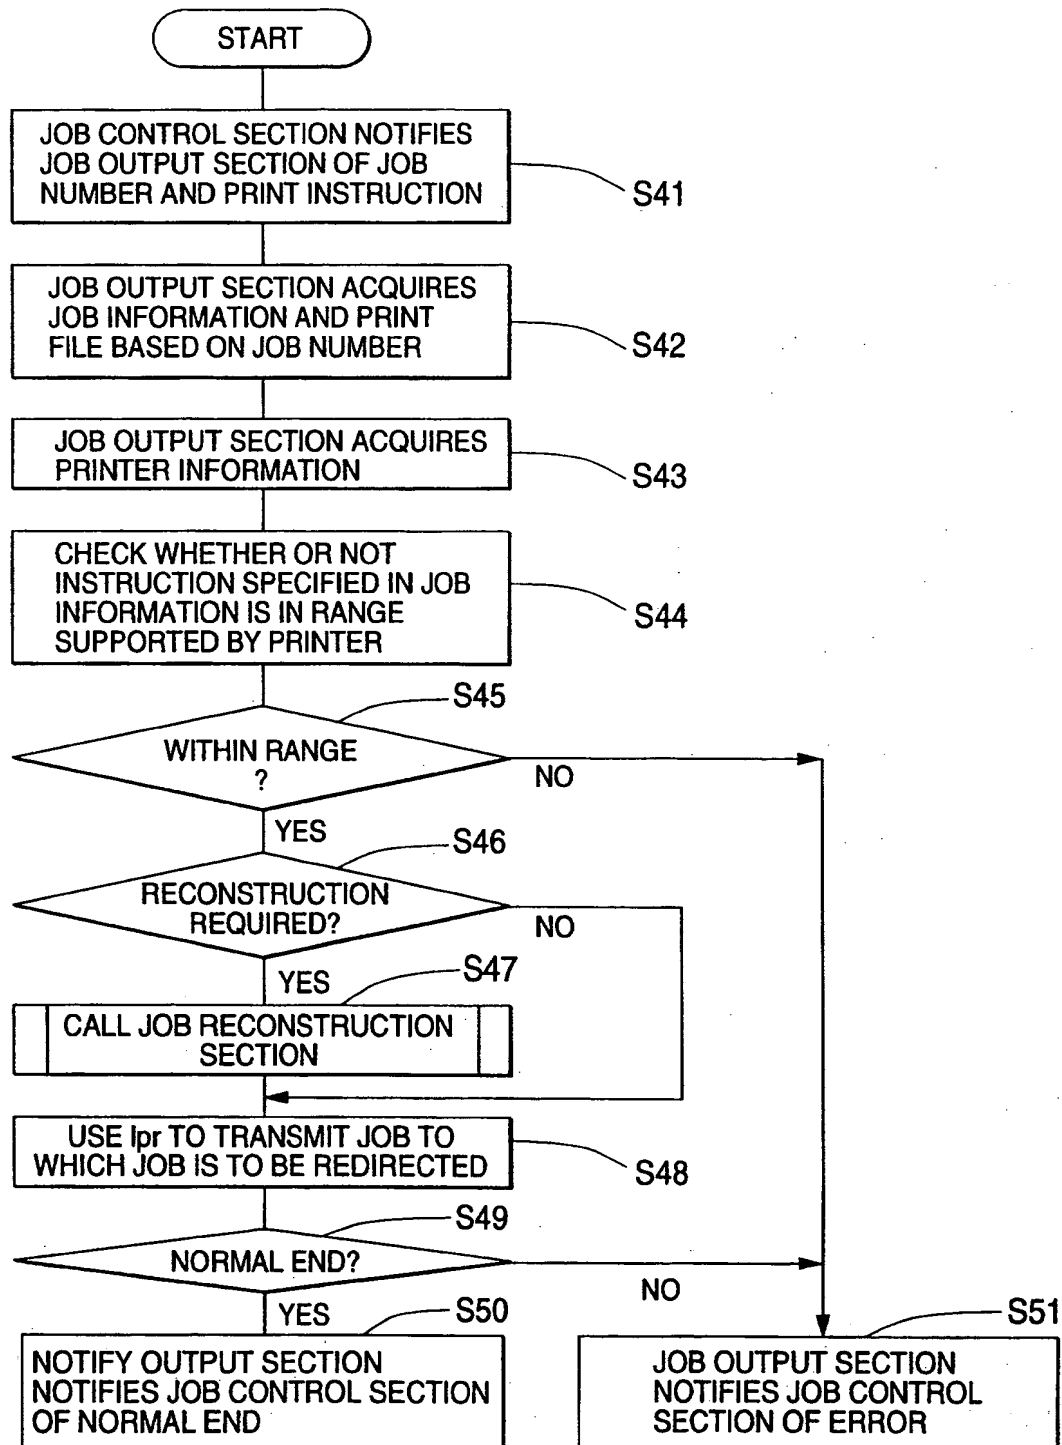 START
JOB CONTROL SECTION NOTIFIES
JOB OUTPUT SECTION OF JOB
NUMBER AND PRINT INSTRUCTION
S41
JOB OUTPUT SECTION ACQUIRES
JOB INFORMATION AND PRINT
FILE BASED ON JOB NUMBER
S42
JOB OUTPUT SECTION ACQUIRES
PRINTER INFORMATION
S43
CHECK WHETHER OR NOT
INSTRUCTION SPECIFIED IN JOB
INFORMATION IS IN RANGE
SUPPORTED BY PRINTER
S44
S45
WITHIN RANGE
?
NO
YES
S46
RECONSTRUCTION
REQUIRED?
NO
YES
S47
CALL JOB RECONSTRUCTION
SECTION
USE lpr TO TRANSMIT JOB TO
WHICH JOB IS TO BE REDIRECTED
S48
S49
NORMAL END?
NO
YES
S50
NOTIFY OUTPUT SECTION
NOTIFIES JOB CONTROL SECTION
OF NORMAL END
S51
JOB OUTPUT SECTION
NOTIFIES JOB CONTROL
SECTION OF ERROR